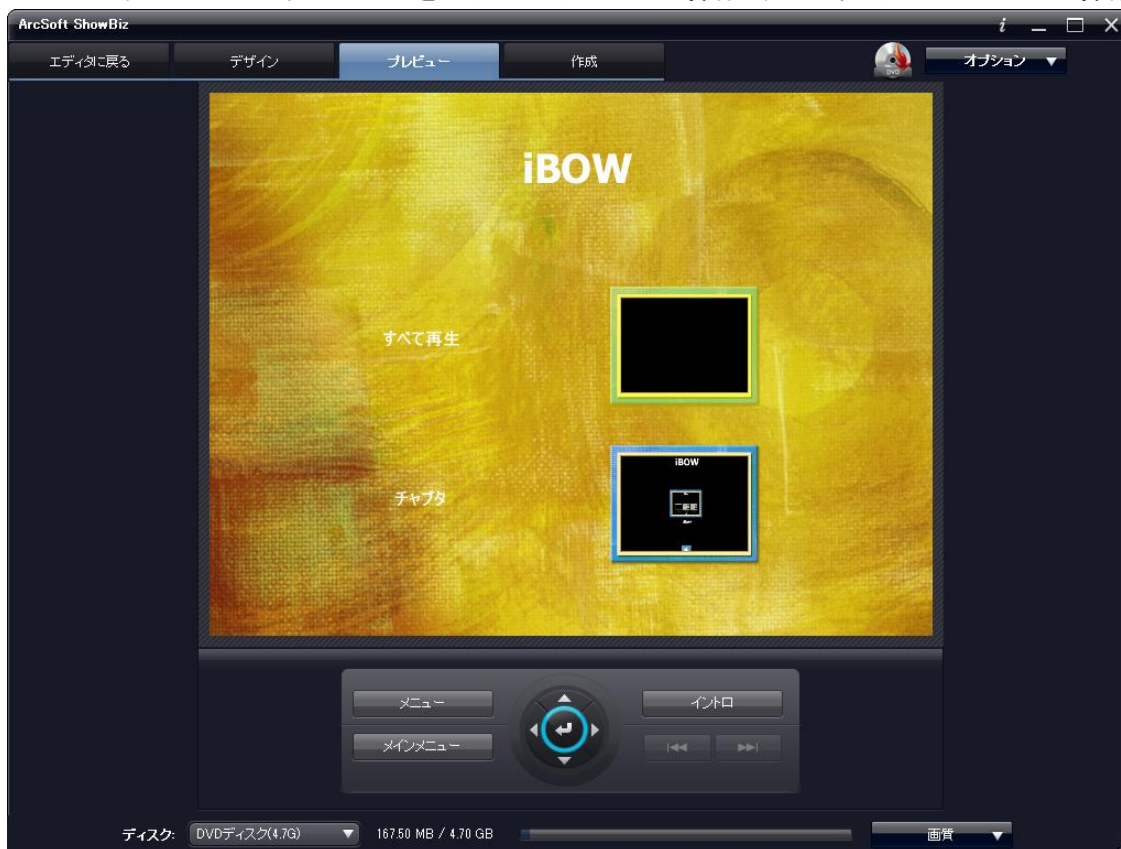 ArcSoft ShowBiz
エディタに戻る デザイン プレビュー 作成 オプション
iBOW
すべて再生
iBOW
チャプタ
メニュー イントロ
メインメニュー
ディスク: DVDディスク(4.7G) 167.50 MB / 4.70 GB 画質